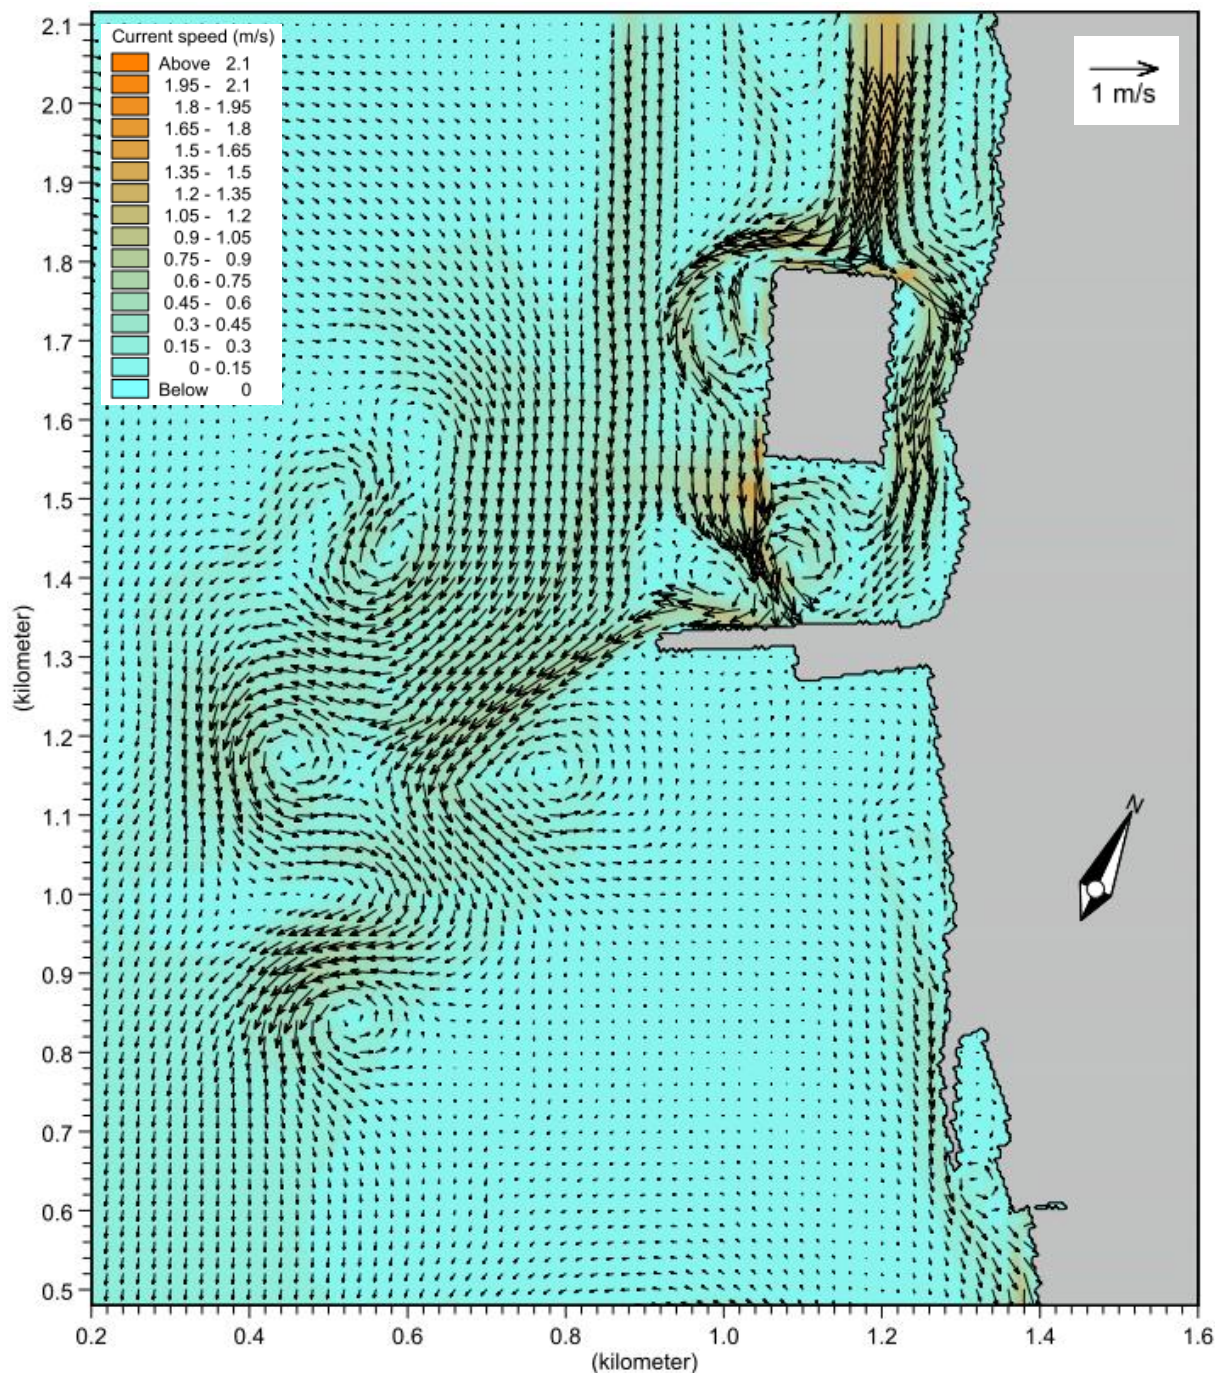 Current speed (m/s)
Above 2.1
1.95 - 2.1
1.8 - 1.95
1.65 - 1.8
1.5 - 1.65
1.35 - 1.5
1.2 - 1.35
1.05 - 1.2
0.9 - 1.05
0.75 - 0.9
0.6 - 0.75
0.45 - 0.6
0.3 - 0.45
0.15 - 0.3
0 - 0.15
Below 0
1 m/s
2.1
2.0
1.9
1.8
1.7
1.6
1.5
1.4
1.3
1.2
1.1
1.0
0.9
0.8
0.7
0.6
0.5
(kilometer)
N
0.2 0.4 0.6 0.8 1.0 1.2 1.4 1.6
(kilometer)